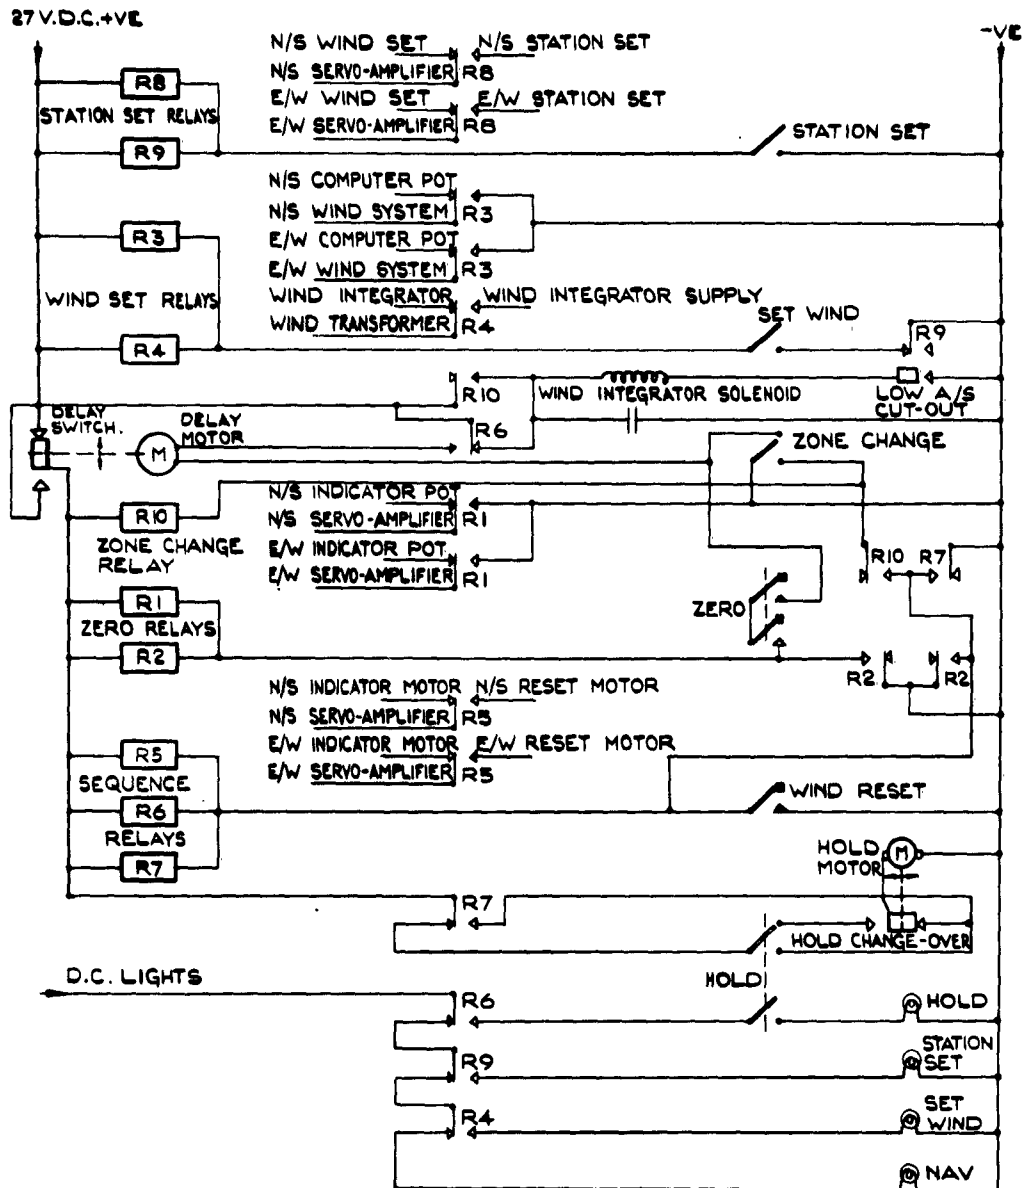 27 V.D.C.+VE
-VE
N/S WIND SET
N/S STATION SET
R8
N/S SERVO-AMPLIFIER
R8
STATION SET RELAYS
E/W WIND SET
E/W STATION SET
E/W SERVO-AMPLIFIER
R8
R9
STATION SET
N/S COMPUTER POT
N/S WIND SYSTEM
R3
R3
E/W COMPUTER POT
E/W WIND SYSTEM
R3
WIND SET RELAYS
WIND INTEGRATOR
WIND INTEGRATOR SUPPLY
WIND TRANSFORMER
R4
SET WIND
R9
R4
R10
WIND INTEGRATOR SOLENOID
LOW A/S
CUT-OUT
DELAY
SWITCH.
DELAY
MOTOR
M
R6
ZONE CHANGE
N/S INDICATOR POT
R10
N/S SERVO-AMPLIFIER
R1
ZONE CHANGE
RELAY
E/W INDICATOR POT
E/W SERVO-AMPLIFIER
R1
R10
R7
R1
ZERO RELAYS
ZERO
R2
R2
R2
N/S INDICATOR MOTOR
N/S RESET MOTOR
N/S SERVO-AMPLIFIER
R5
E/W INDICATOR MOTOR
E/W RESET MOTOR
E/W SERVO-AMPLIFIER
R5
R5
SEQUENCE
R6
RELAYS
R7
WIND RESET
HOLD
MOTOR
M
R7
HOLD CHANGE-OVER
D.C. LIGHTS
HOLD
R6
HOLD
R9
STATION
SET
R4
SET
WIND
NAV